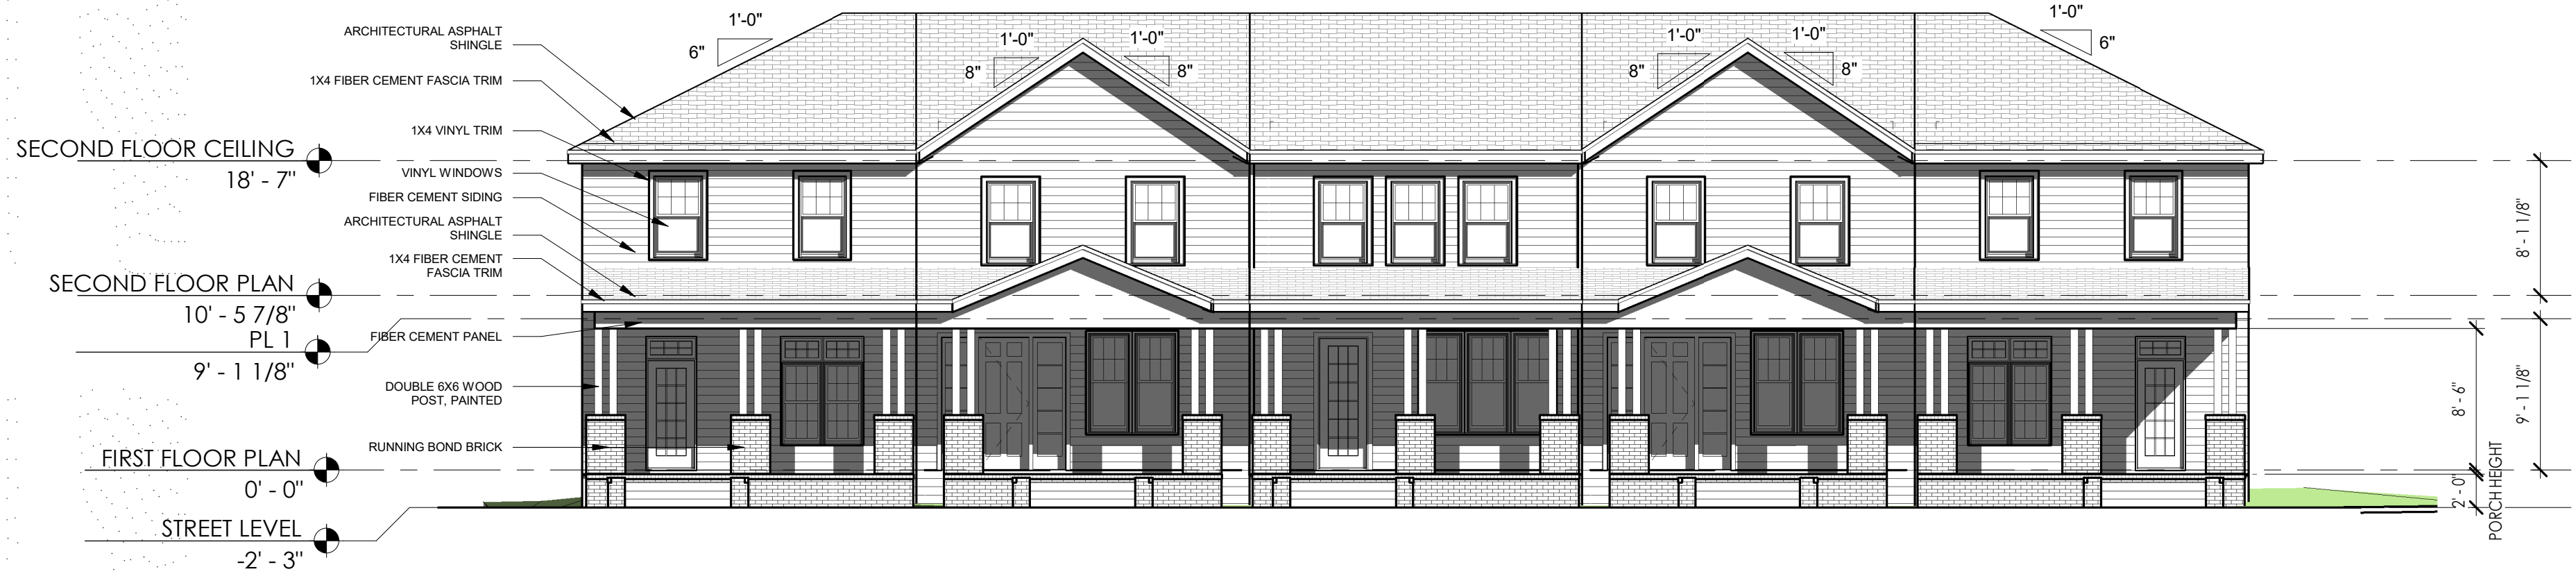 1'-0"
6"
ARCHITECTURAL ASPHALT
SHINGLE
1X4 FIBER CEMENT FASCIA TRIM
1X4 VINYL TRIM
VINYL WINDOWS
FIBER CEMENT SIDING
ARCHITECTURAL ASPHALT
SHINGLE
1X4 FIBER CEMENT
FASCIA TRIM
FIBER CEMENT PANEL
DOUBLE 6X6 WOOD
POST, PAINTED
RUNNING BOND BRICK
SECOND FLOOR CEILING
18' - 7"
SECOND FLOOR PLAN
10' - 5 7/8"
PL 1
9' - 1 1/8"
FIRST FLOOR PLAN
0' - 0"
STREET LEVEL
-2' - 3"
1'-0"
8"
1'-0"
8"
1'-0"
8"
1'-0"
8"
1'-0"
6"
8' - 1 1/8"
9' - 1 1/8"
8' - 6"
2' - 0"
PORCH HEIGHT